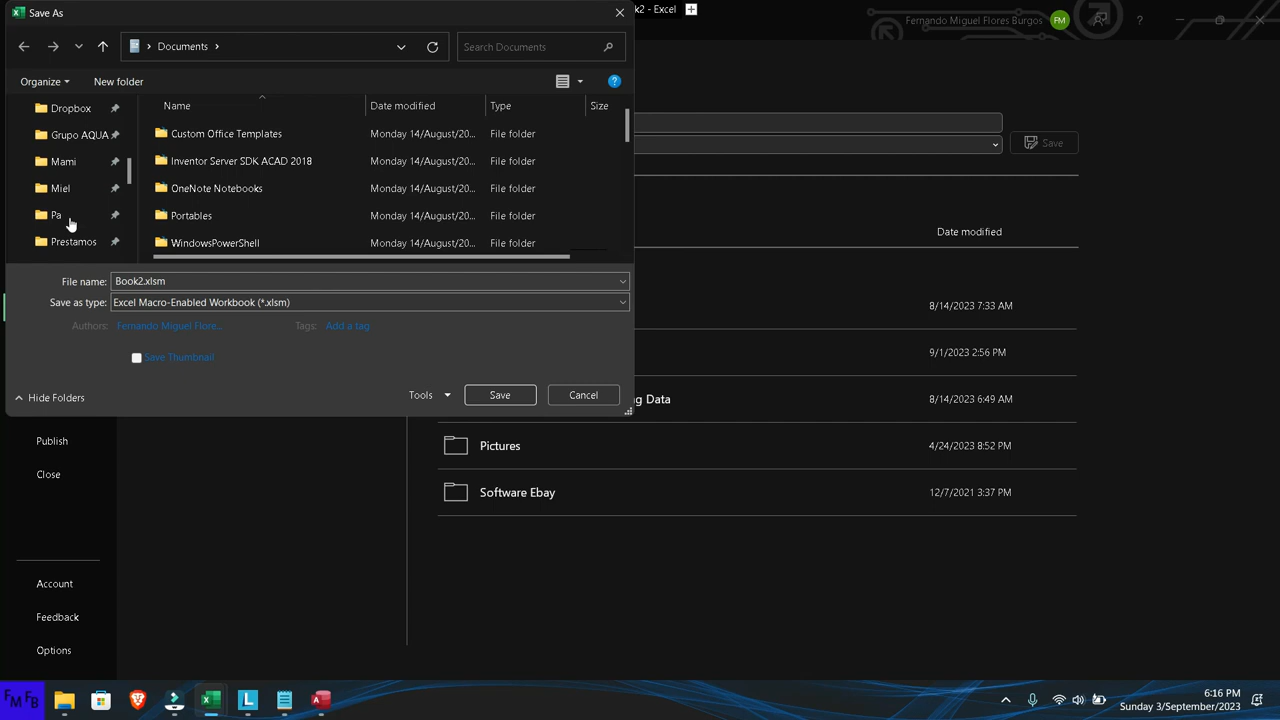 Save As
k2 - Excel
Fernando Miguel Flores Burgos FM ?
Documents
Search Documents
Organize New folder ?
Name Date modified Type Size
Dropbox
Grupo AQUA
Mami
Miel
Pa
Prestamos
Custom Office Templates Monday 14/August/20... File folder
Inventor Server SDK ACAD 2018 Monday 14/August/20... File folder
OneNote Notebooks Monday 14/August/20... File folder
Portables Monday 14/August/20... File folder
WindowsPowerShell Monday 14/August/20... File folder
File name: Book2.xlsm
Save as type: Excel Macro-Enabled Workbook (*.xlsm)
Authors: Fernando Miguel Flore... Tags: Add a tag
Save Thumbnail
Hide Folders Tools Save Cancel
Save
Date modified
8/14/2023 7:33 AM
9/1/2023 2:56 PM
g Data 8/14/2023 6:49 AM
Pictures 4/24/2023 8:52 PM
Software Ebay 12/7/2021 3:37 PM
Publish
Close
Account
Feedback
Options
FM FB
L
6:16 PM
Sunday 3/September/2023